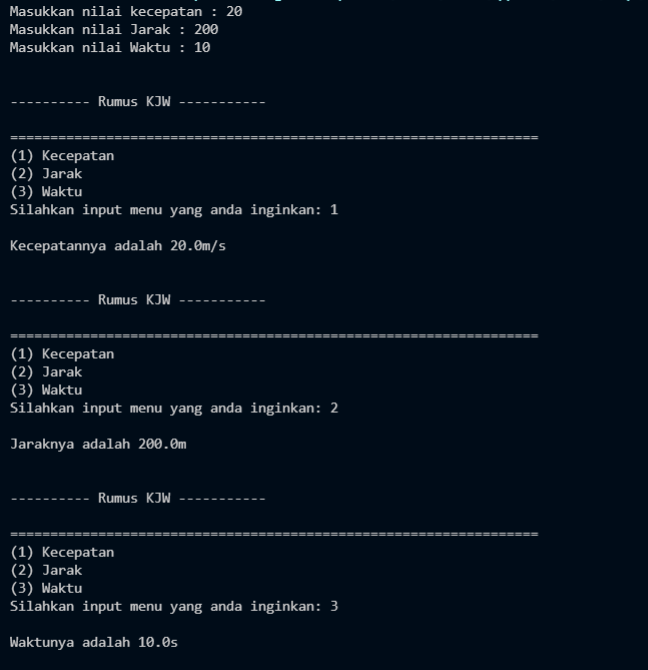 Masukkan nilai kecepatan : 20
Masukkan nilai Jarak : 200
Masukkan nilai Waktu : 10
---------- Rumus KJW -----------
==================================================================
(1) Kecepatan
(2) Jarak
(3) Waktu
Silahkan input menu yang anda inginkan: 1
Kecepatannya adalah 20.0m/s
---------- Rumus KJW -----------
==================================================================
(1) Kecepatan
(2) Jarak
(3) Waktu
Silahkan input menu yang anda inginkan: 2
Jaraknya adalah 200.0m
---------- Rumus KJW -----------
==================================================================
(1) Kecepatan
(2) Jarak
(3) Waktu
Silahkan input menu yang anda inginkan: 3
Waktunya adalah 10.0s